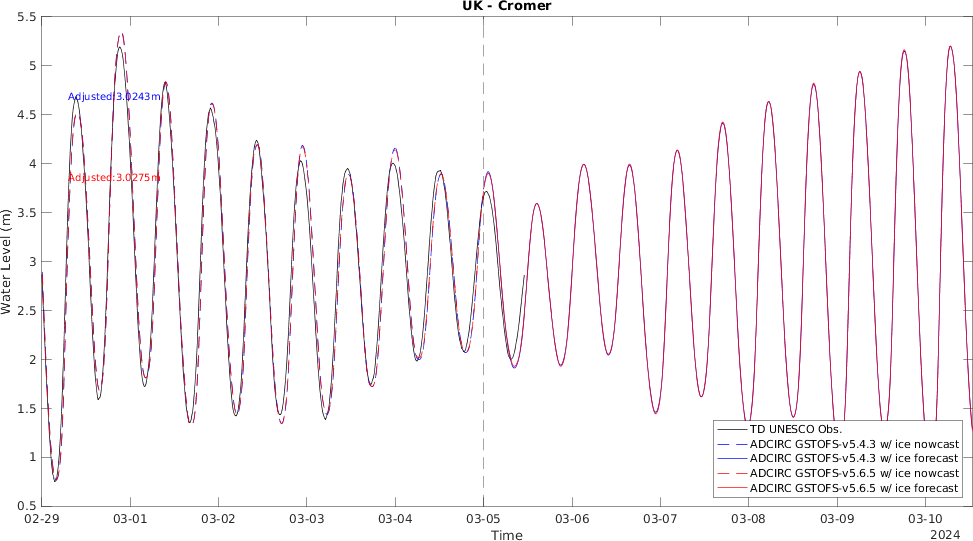 UK - Cromer
5.5
5
4.5
4
3.5
3
2.5
2
1.5
1
0.5
Water Level (m)
Adjusted:3.0243m
Adjusted:3.0275m
TD UNESCO Obs.
ADCIRC GSTOFS-v5.4.3 w/ ice nowcast
ADCIRC GSTOFS-v5.4.3 w/ ice forecast
ADCIRC GSTOFS-v5.6.5 w/ ice nowcast
ADCIRC GSTOFS-v5.6.5 w/ ice forecast
02-29 03-01 03-02 03-03 03-04 03-05 03-06 03-07 03-08 03-09 03-10
Time
2024